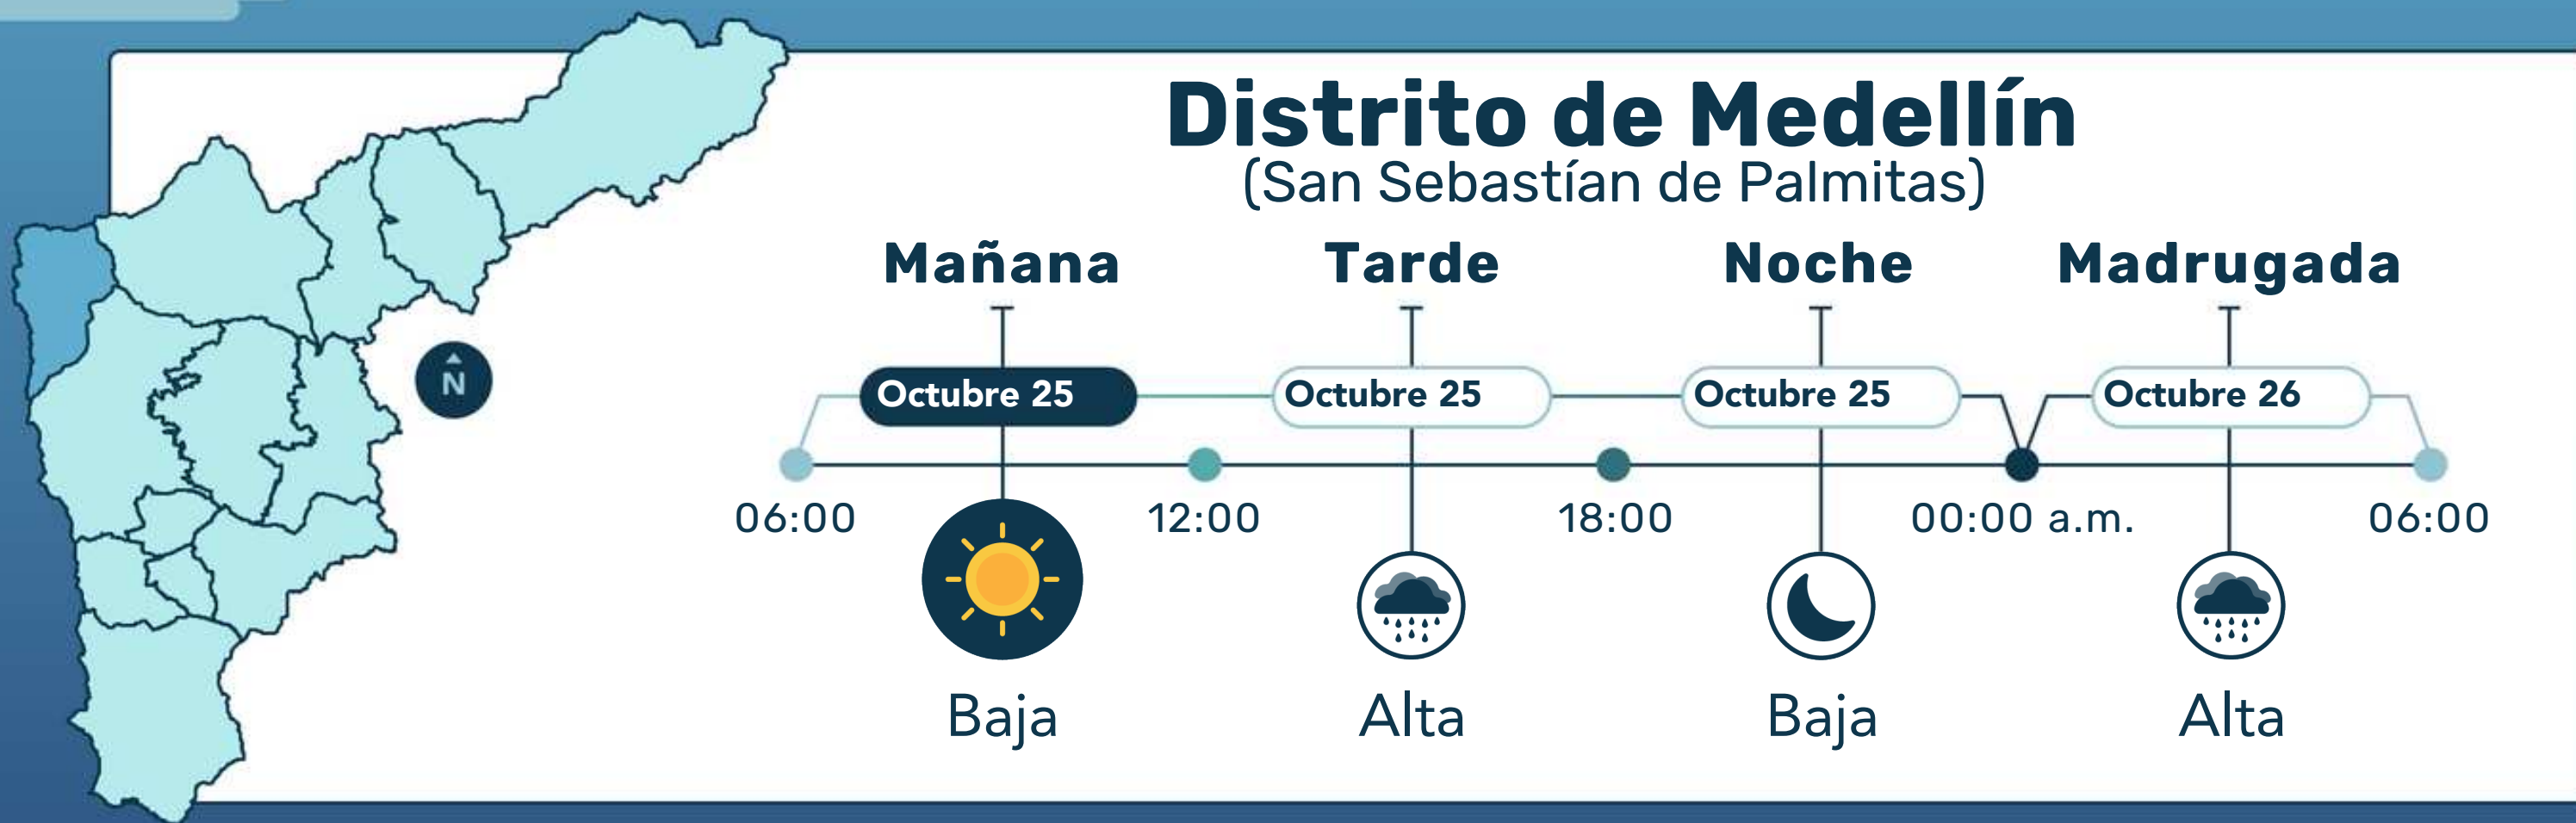 Distrito de Medellín
(San Sebastían de Palmitas)
Mañana Tarde Noche Madrugada
Octubre 25 Octubre 25 Octubre 25 Octubre 26
N
06:00 12:00 18:00 00:00 a.m. 06:00
Baja Alta Baja Alta